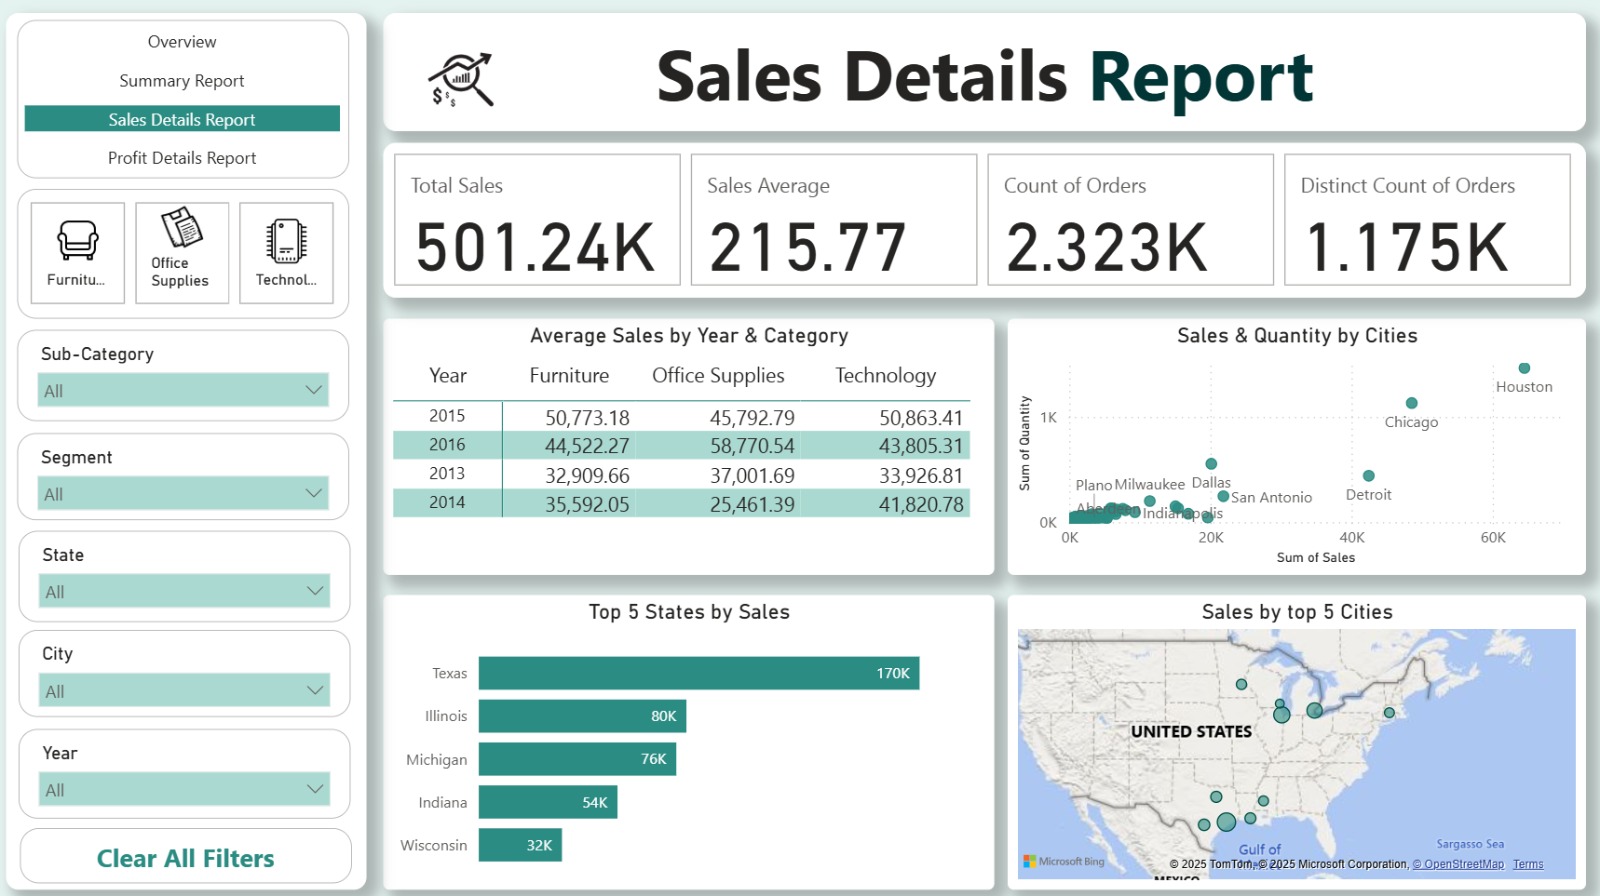 Overview
Summary Report
Sales Details Report
Profit Details Report
Furnitu...
Office
Supplies
Technol...
Sub-Category
All
Segment
All
State
All
City
All
Year
All
Clear All Filters
Sales Details Report
Total Sales
501.24K
Sales Average
215.77
Count of Orders
2.323K
Distinct Count of Orders
1.175K
Average Sales by Year & Category
Year Furniture Office Supplies Technology
2015 50,773.18 45,792.79 50,863.41
2016 44,522.27 58,770.54 43,805.31
2013 32,909.66 37,001.69 33,926.81
2014 35,592.05 25,461.39 41,820.78
Sales & Quantity by Cities
Sum of Quantity
1K
0K
Houston
Chicago
Plano Milwaukee Dallas
San Antonio
Detroit
Aberdeen Indianapolis
0K 20K 40K 60K
Sum of Sales
Top 5 States by Sales
Texas 170K
Illinois 80K
Michigan 76K
Indiana 54K
Wisconsin 32K
Sales by top 5 Cities
UNITED STATES
Sargasso Sea
Gulf of
Microsoft Bing
© 2025 TomTom, © 2025 Microsoft Corporation, © OpenStreetMap Terms
MEXICO